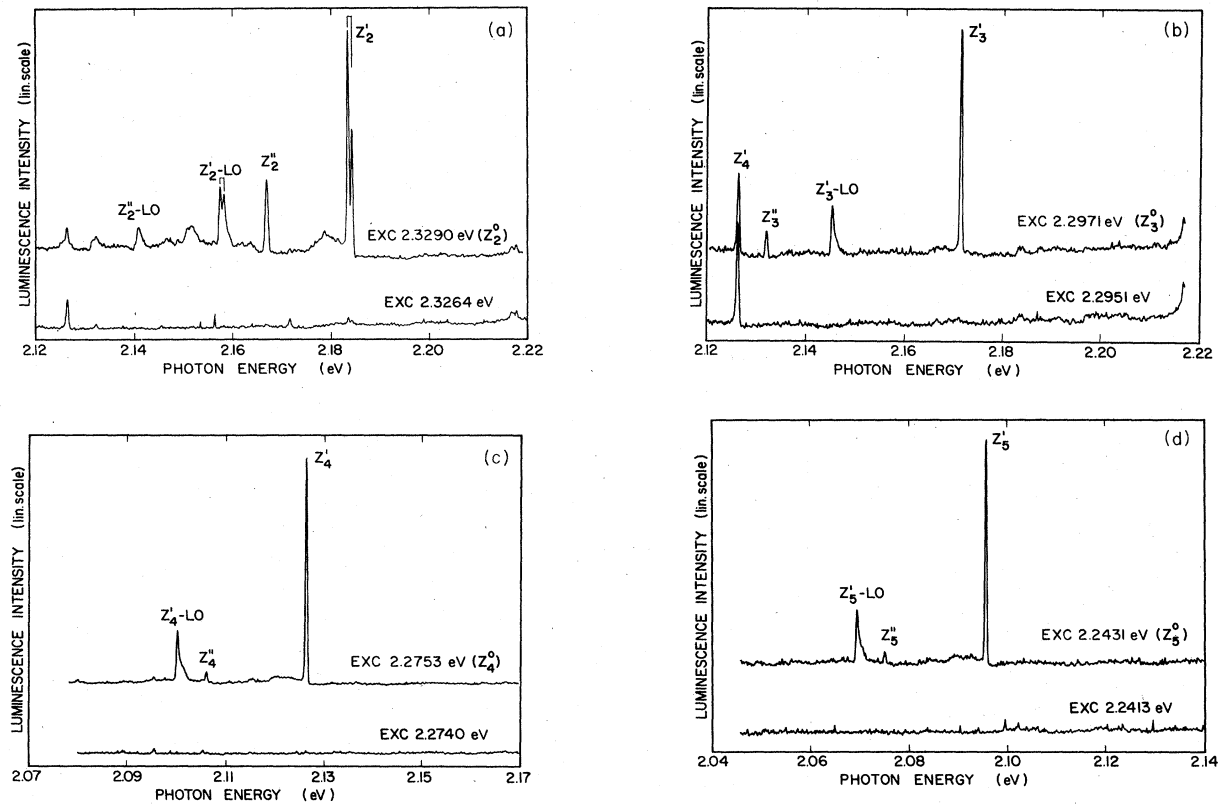 (a)
Z'₂
Z''₂
Z'₂-LO
Z''₂-LO
EXC 2.3290 eV (Z⁰₂)
EXC 2.3264 eV
LUMINESCENCE INTENSITY (lin. scale)
2.12 2.14 2.16 2.18 2.20 2.22
PHOTON ENERGY (eV)
(b)
Z'₃
Z'₄
Z''₃
Z'₃-LO
EXC 2.2971 eV (Z⁰₃)
EXC 2.2951 eV
LUMINESCENCE INTENSITY (lin. scale)
2.12 2.14 2.16 2.18 2.20 2.22
PHOTON ENERGY (eV)
(c)
Z'₄
Z'₄-LO
Z''₄
EXC 2.2753 eV (Z⁰₄)
EXC 2.2740 eV
LUMINESCENCE INTENSITY (lin. scale)
2.07 2.09 2.11 2.13 2.15 2.17
PHOTON ENERGY (eV)
(d)
Z'₅
Z'₅-LO
Z''₅
EXC 2.2431 eV (Z⁰₅)
EXC 2.2413 eV
LUMINESCENCE INTENSITY (lin. scale)
2.04 2.06 2.08 2.10 2.12 2.14
PHOTON ENERGY (eV)